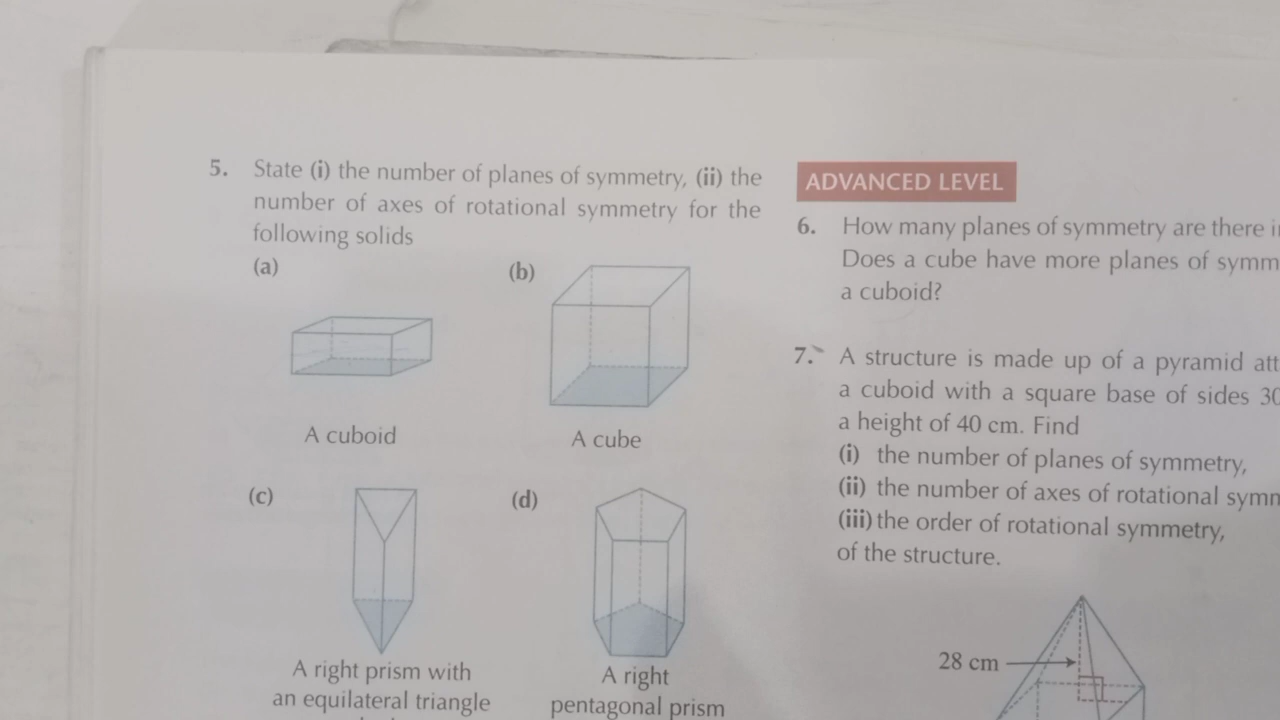 5. State (i) the number of planes of symmetry, (ii) the
number of axes of rotational symmetry for the
following solids
(a)
(b)
A cuboid
A cube
(c)
(d)
A right prism with
an equilateral triangle
A right
pentagonal prism
ADVANCED LEVEL
6. How many planes of symmetry are there
Does a cube have more planes of
a cuboid?
7. A structure is made up of a pyramid
a cuboid with a square base of sides
a height of 40 cm. Find
(i) the number of planes of symmetry,
(ii) the number of axes of rotational
(iii) the order of rotational symmetry,
of the structure.
28 cm